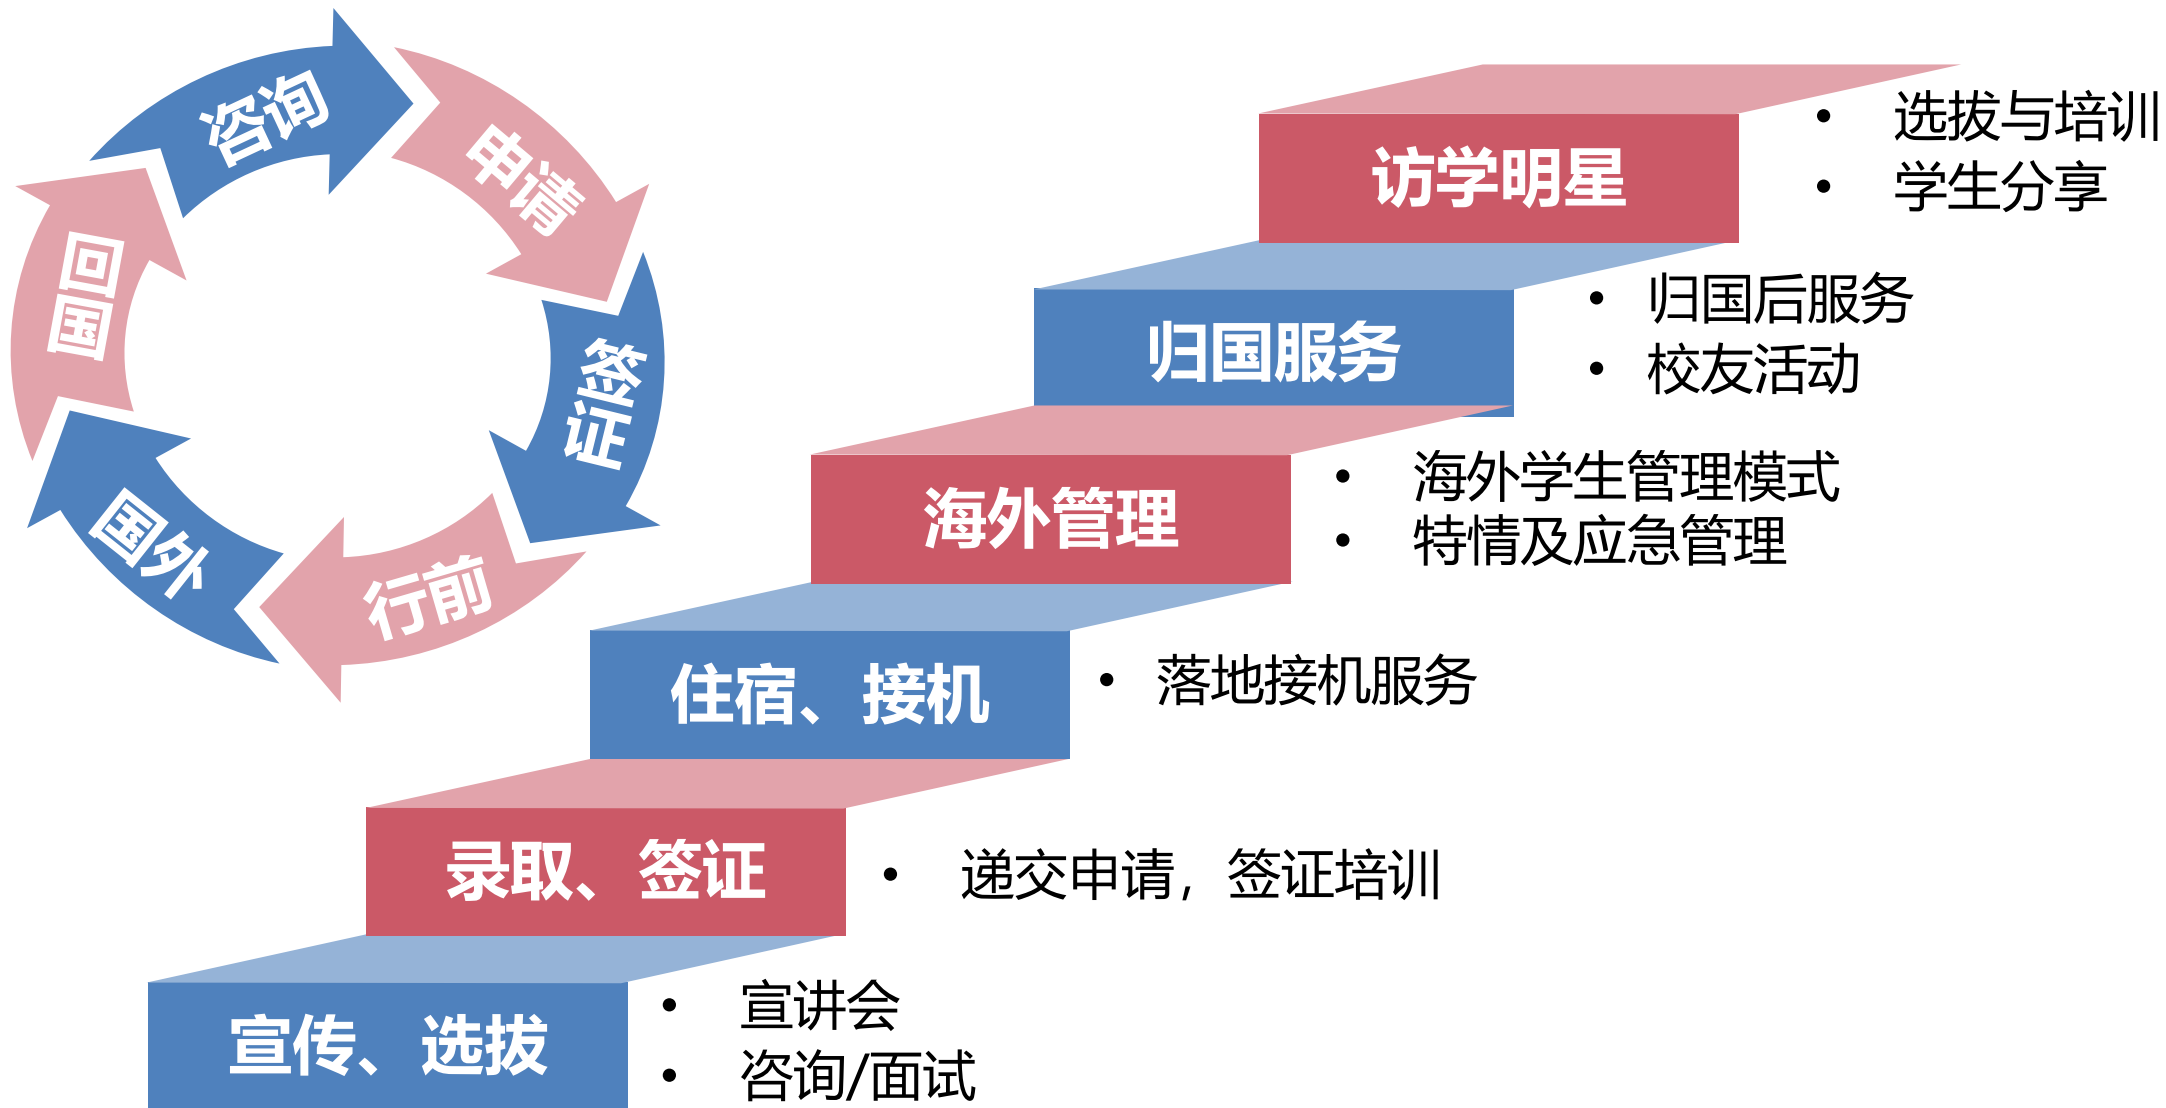 咨询
申请
签证
行前
国外
回国
访学明星
• 选拔与培训
• 学生分享
归国服务
• 归国后服务
• 校友活动
海外管理
• 海外学生管理模式
• 特情及应急管理
住宿、接机
• 落地接机服务
录取、签证
• 递交申请，签证培训
宣传、选拔
• 宣讲会
• 咨询/面试